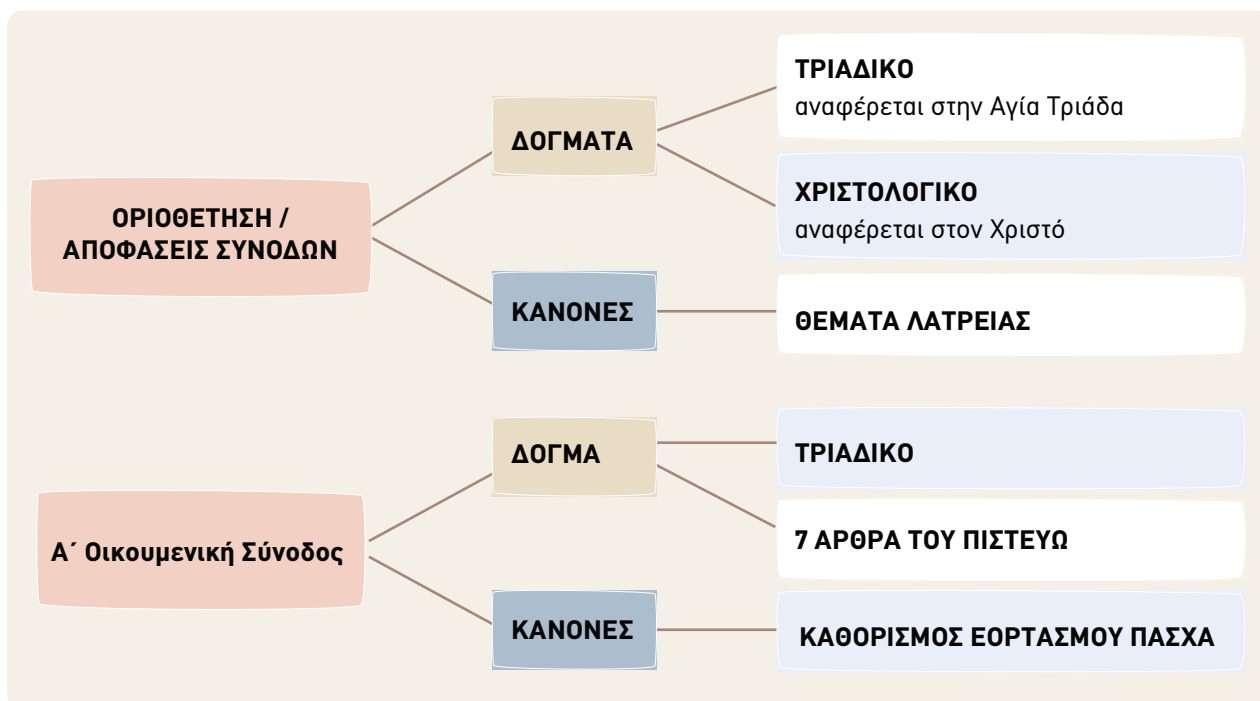 ΟΡΙΟΘΕΤΗΣΗ /
ΑΠΟΦΑΣΕΙΣ ΣΥΝΟΔΩΝ
ΔΟΓΜΑΤΑ
ΤΡΙΑΔΙΚΟ
αναφέρεται στην Αγία Τριάδα
ΧΡΙΣΤΟΛΟΓΙΚΟ
αναφέρεται στον Χριστό
ΚΑΝΟΝΕΣ
ΘΕΜΑΤΑ ΛΑΤΡΕΙΑΣ
Α΄ Οικουμενική Σύνοδος
ΔΟΓΜΑ
ΤΡΙΑΔΙΚΟ
7 ΑΡΘΡΑ ΤΟΥ ΠΙΣΤΕΥΩ
ΚΑΝΟΝΕΣ
ΚΑΘΟΡΙΣΜΟΣ ΕΟΡΤΑΣΜΟΥ ΠΑΣΧΑ